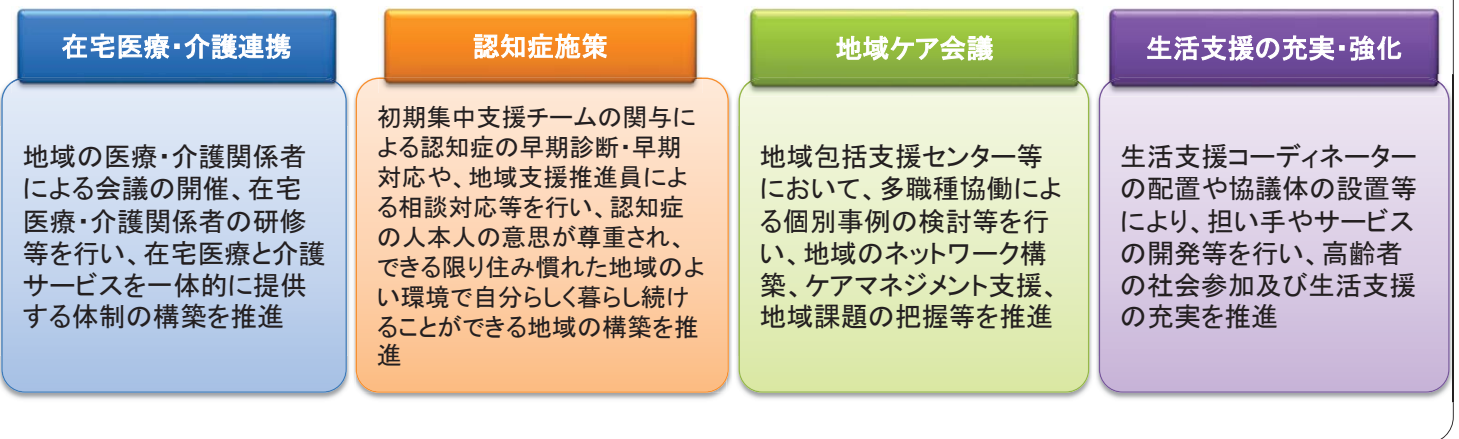 在宅医療・介護連携
地域の医療・介護関係者
による会議の開催、在宅
医療・介護関係者の研修
等を行い、在宅医療と介護
サービスを一体的に提供
する体制の構築を推進
認知症施策
初期集中支援チームの関与に
よる認知症の早期診断・早期
対応や、地域支援推進員によ
る相談対応等を行い、認知症
の人本人の意思が尊重され、
できる限り住み慣れた地域のよ
い環境で自分らしく暮らし続け
ることができる地域の構築を推
進
地域ケア会議
地域包括支援センター等
において、多職種協働によ
る個別事例の検討等を行
い、地域のネットワーク構
築、ケアマネジメント支援、
地域課題の把握等を推進
生活支援の充実・強化
生活支援コーディネーター
の配置や協議体の設置等
により、担い手やサービス
の開発等を行い、高齢者
の社会参加及び生活支援
の充実を推進